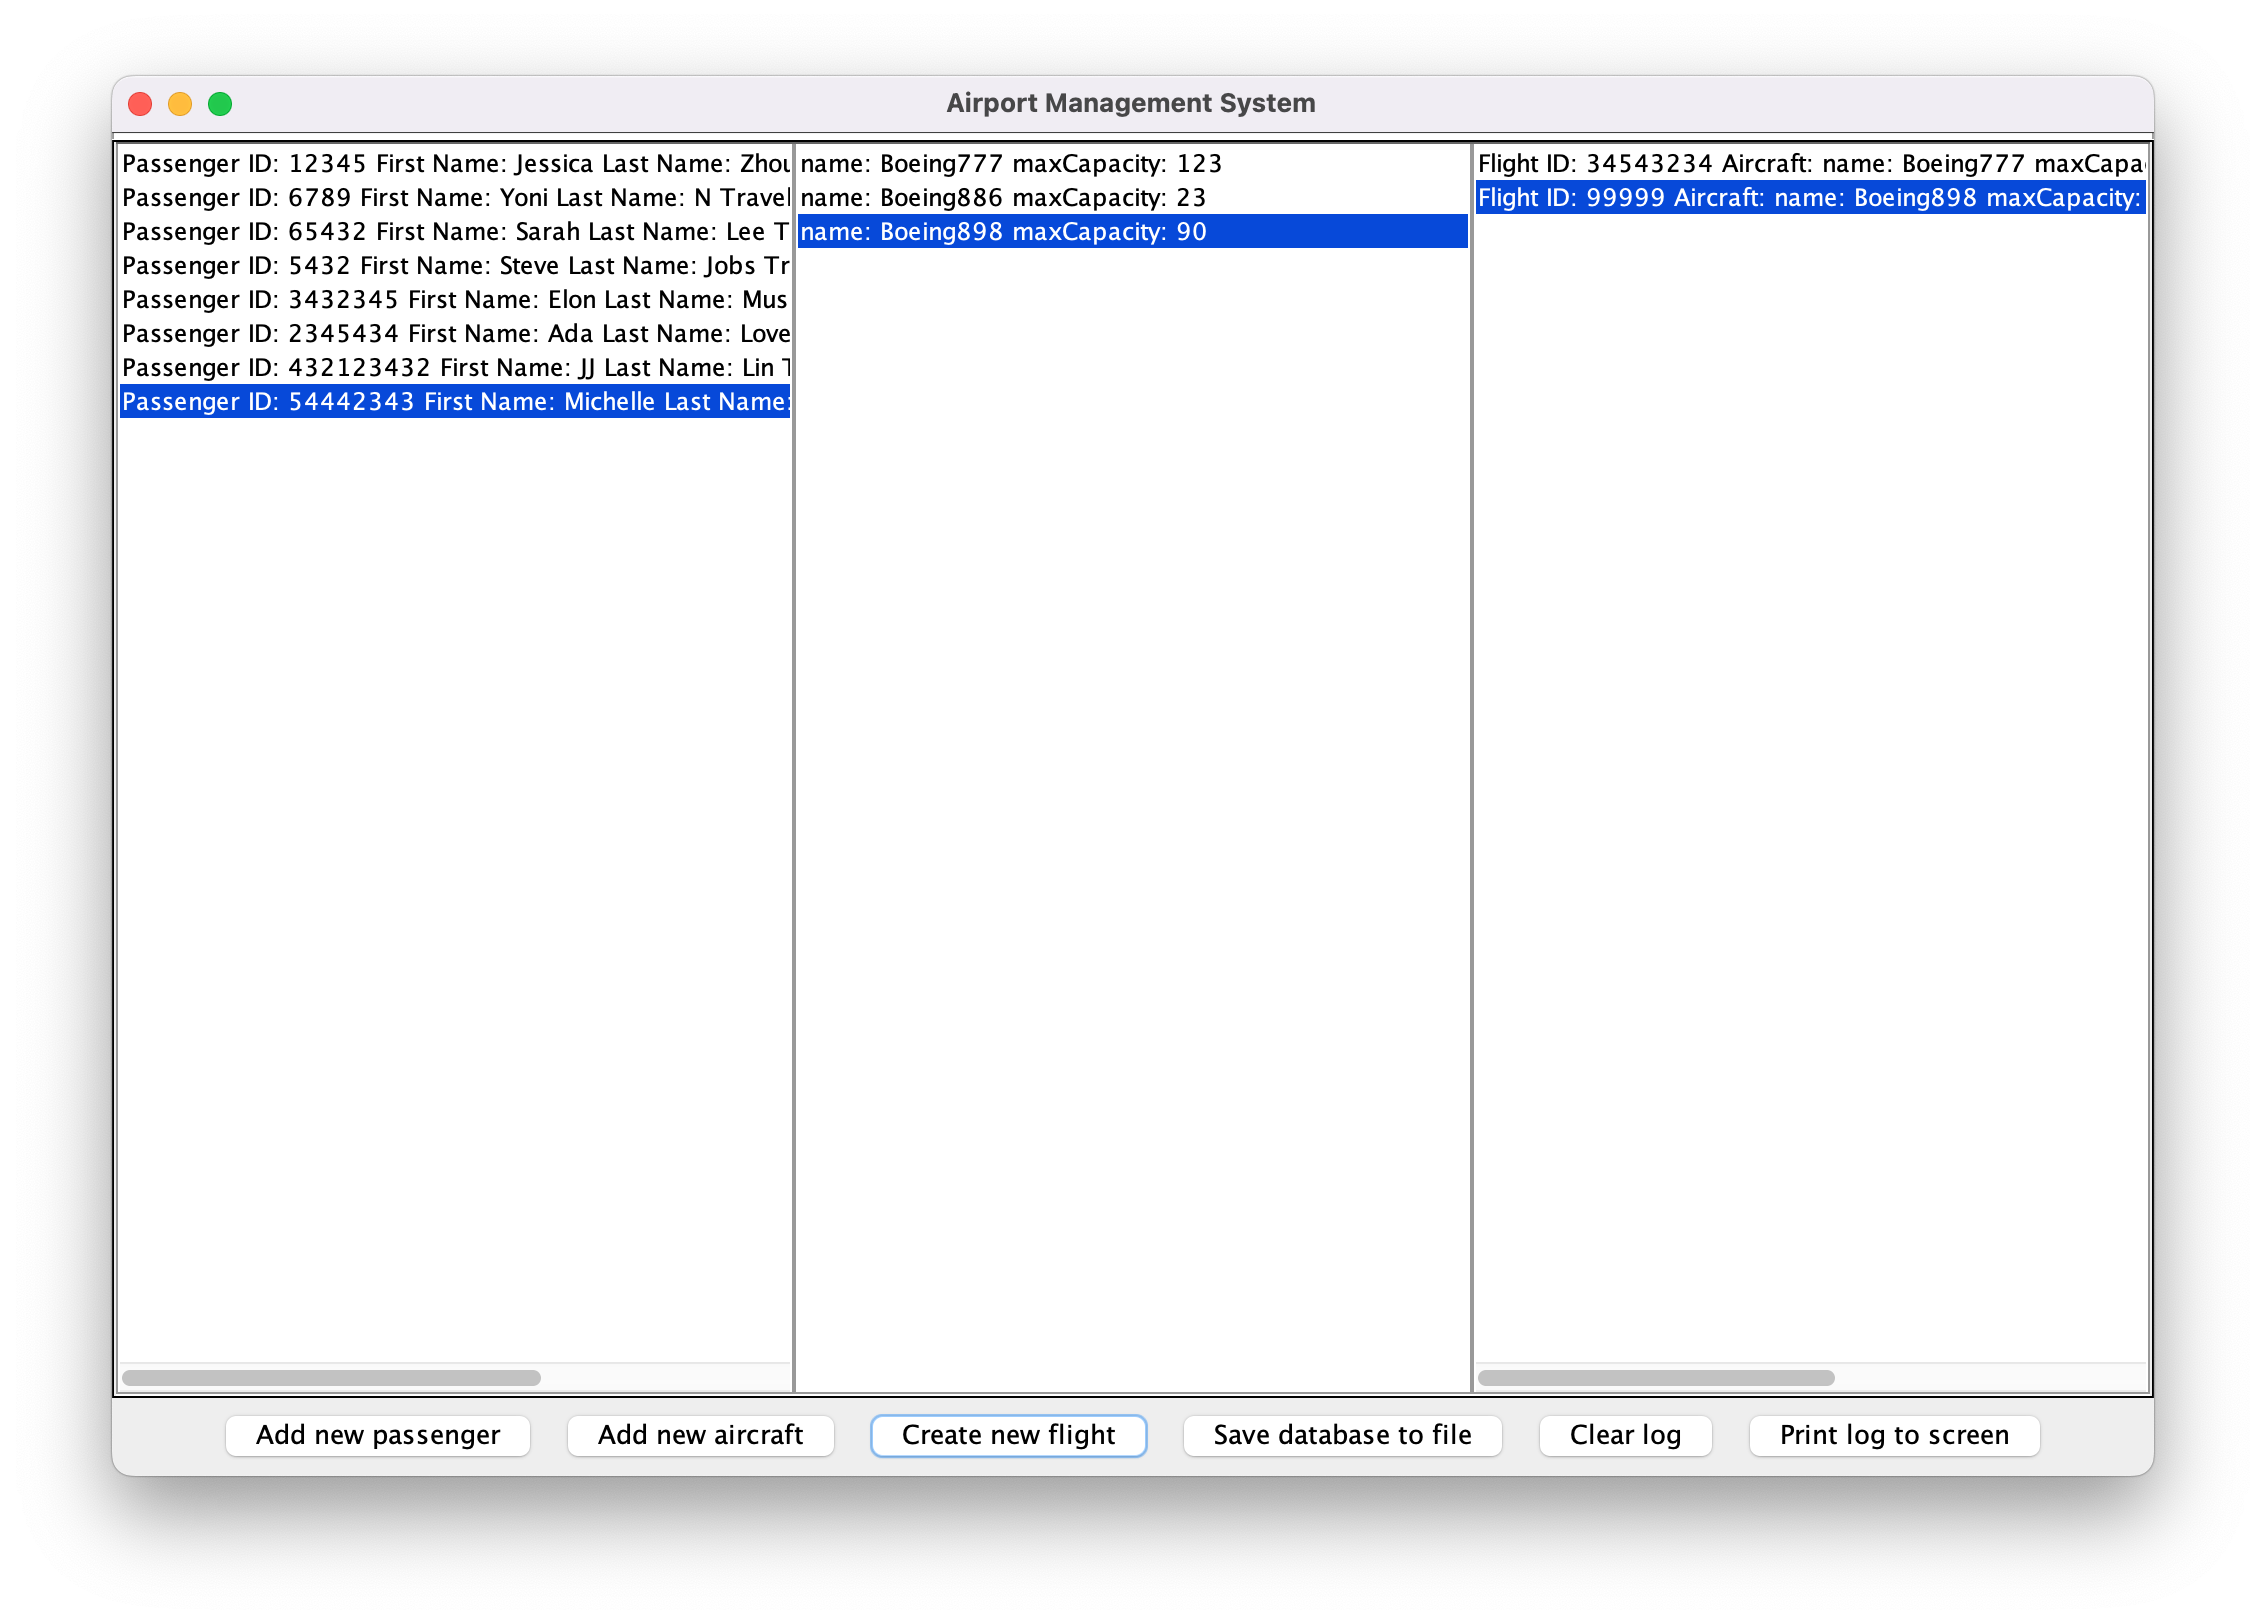 Airport Management System
Passenger ID: 12345 First Name: Jessica Last Name: Zhou
Passenger ID: 6789 First Name: Yoni Last Name: N Travel
Passenger ID: 65432 First Name: Sarah Last Name: Lee T
Passenger ID: 5432 First Name: Steve Last Name: Jobs Tr
Passenger ID: 3432345 First Name: Elon Last Name: Mus
Passenger ID: 2345434 First Name: Ada Last Name: Love
Passenger ID: 432123432 First Name: JJ Last Name: Lin T
Passenger ID: 54442343 First Name: Michelle Last Name:
name: Boeing777 maxCapacity: 123
name: Boeing886 maxCapacity: 23
name: Boeing898 maxCapacity: 90
Flight ID: 34543234 Aircraft: name: Boeing777 maxCapa
Flight ID: 99999 Aircraft: name: Boeing898 maxCapacity:
Add new passenger
Add new aircraft
Create new flight
Save database to file
Clear log
Print log to screen